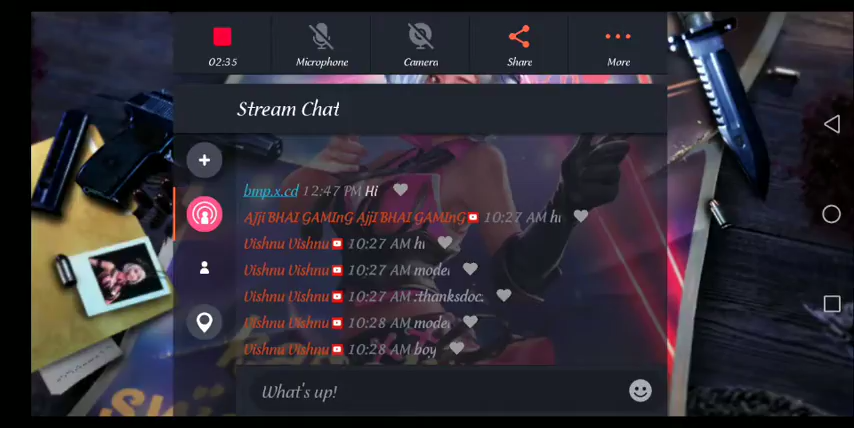 02:35 Microphone Camera Share More
Stream Chat
bmp.x.cd 12:47 PM Hi
AJjI BHAI GAMInG AJjI BHAI GAMInG 10:27 AM hi
Vishnu Vishnu 10:27 AM hi
Vishnu Vishnu 10:27 AM model
Vishnu Vishnu 10:27 AM :thanksdoc:
Vishnu Vishnu 10:28 AM model
Vishnu Vishnu 10:28 AM boy
What's up!